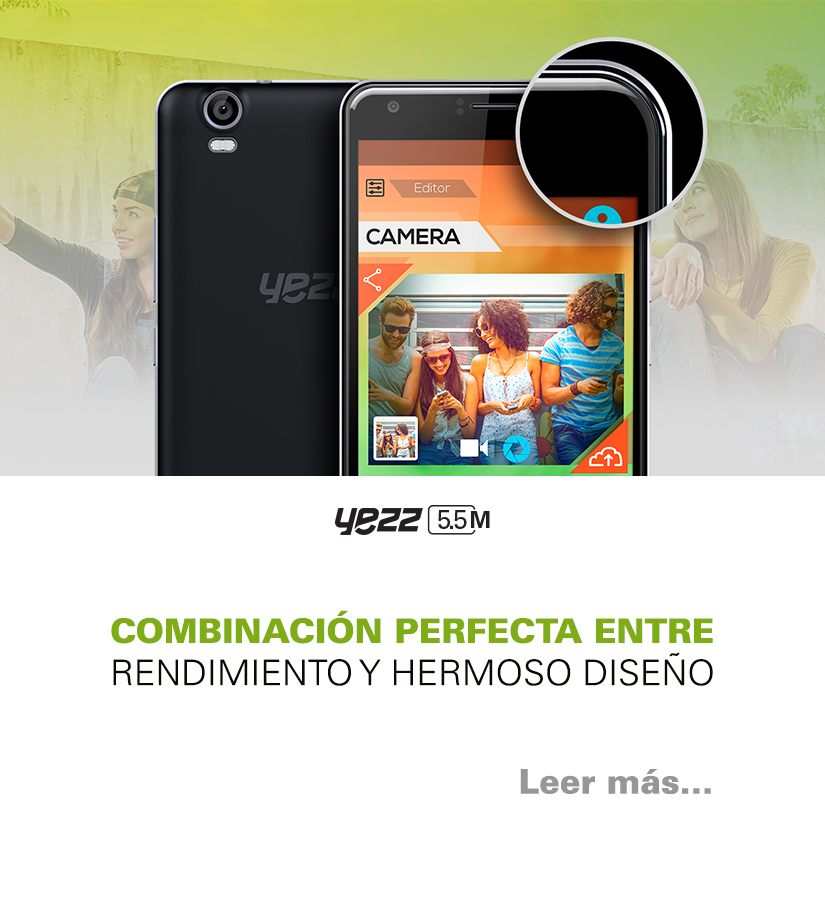 Editor
CAMERA
yezz
yezz 5.5M
COMBINACIÓN PERFECTA ENTRE
RENDIMIENTO Y HERMOSO DISEÑO
Leer más...